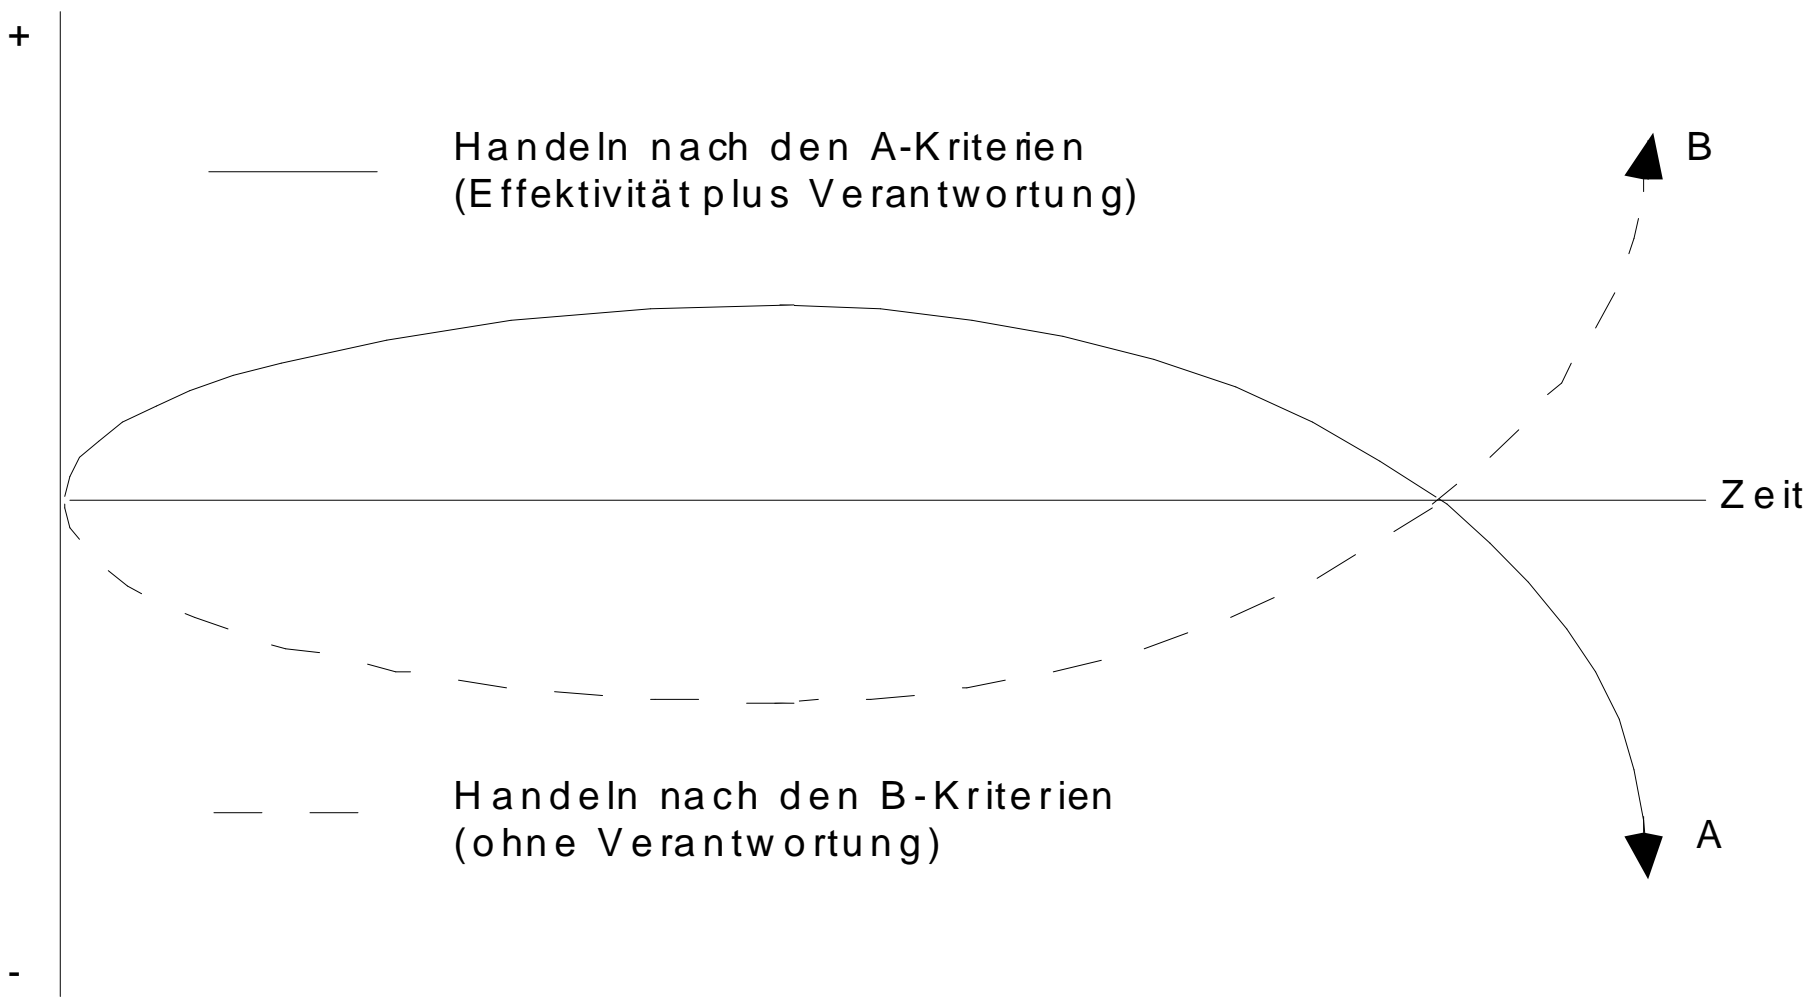 +
Handeln nach den A-Kriterien
(Effektivität plus Verantwortung)
B
Zeit
Handeln nach den B-Kriterien
(ohne Verantwortung)
A
-